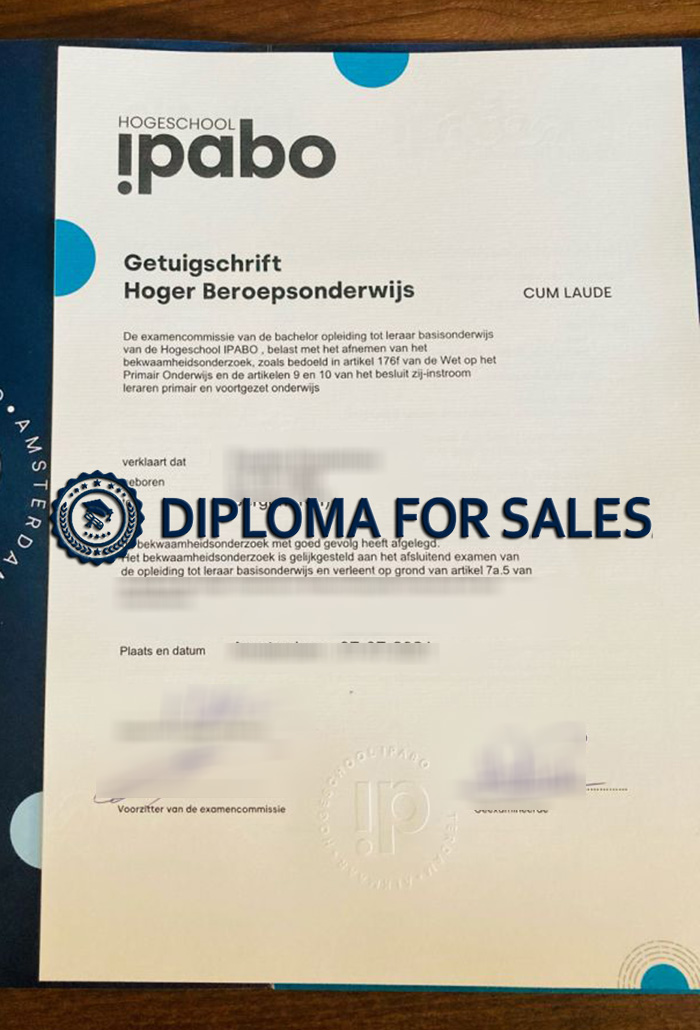 HOGESCHOOL
ipabo
Getuigschrift
Hoger Beroepsonderwijs
CUM LAUDE
De examencommissie van de bachelor opleiding tot leraar basisonderwijs
van de Hogeschool IPABO , belast met het afnemen van het
bekwaamheidsonderzoek, zoals bedoeld in artikel 176f van de Wet op het
Primair Onderwijs en de artikelen 9 en 10 van het besluit zij-instroom
leraren primair en voortgezet onderwijs
verklaart dat
geboren
AMSTERDA
DIPLOMA FOR SALES
bekwaamheidsonderzoek met goed gevolg heeft afgelegd.
Het bekwaamheidsonderzoek is gelijkgesteld aan het afsluitend examen van
de opleiding tot leraar basisonderwijs en verleent op grond van artikel 7a.5 van
Plaats en datum
HOGESCHOOL IPABO
ip
Voorzitter van de examencommissie